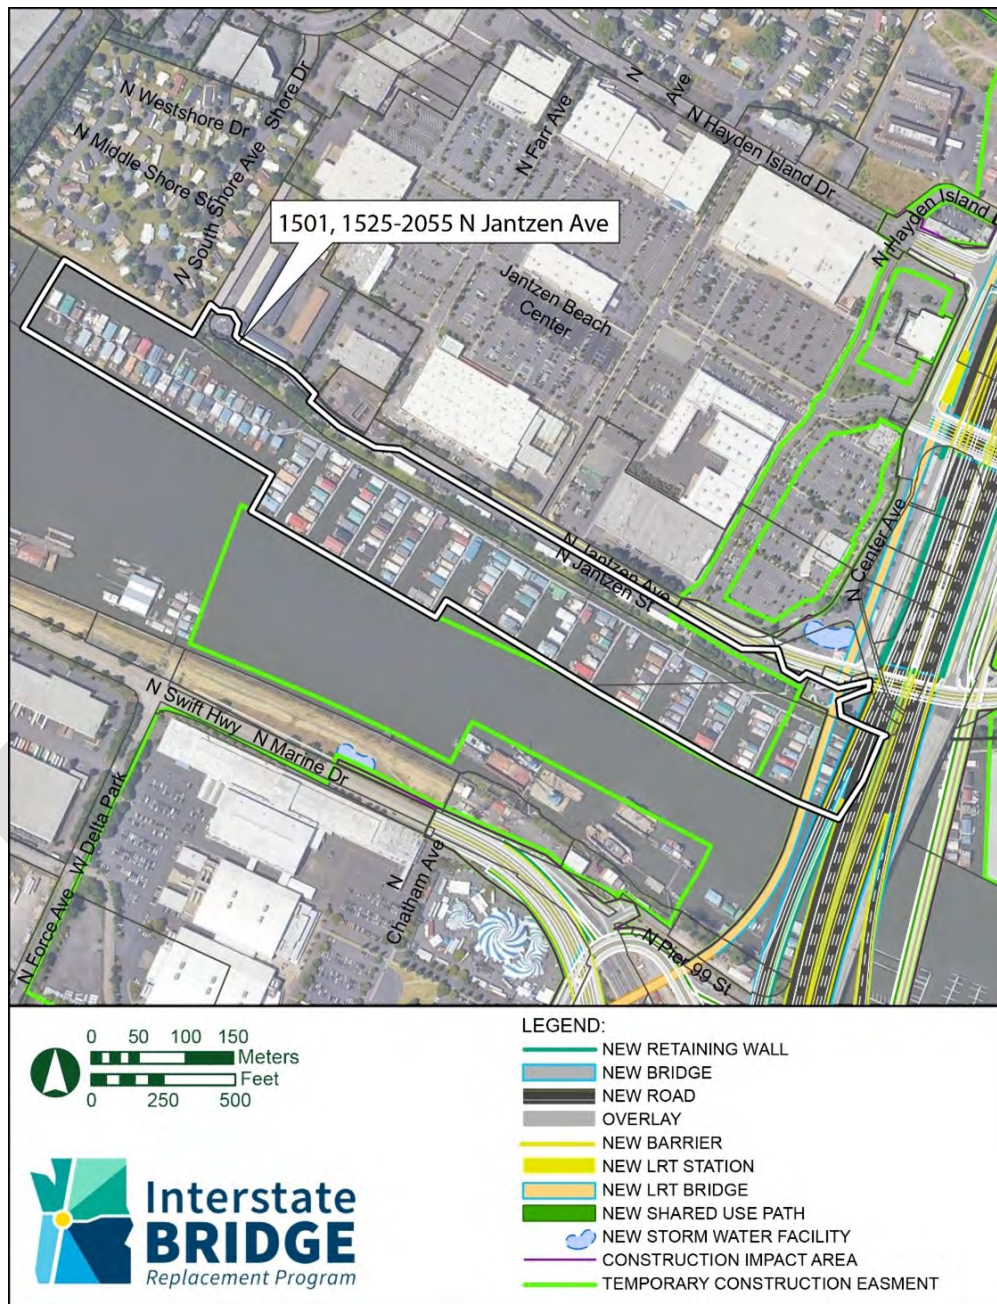 N Westshore Dr
N Middle Shore St
N South Shore Ave
Shore Dr
N Farr Ave
N
Ave
N Hayden Island Dr
N Hayden Island
1501, 1525-2055 N Jantzen Ave
Jantzen Beach
Center
N Center Ave
N Jantzen Ave
N Jantzen St
N Swift Hwy
N Marine Dr
N Force Ave
W Delta Park
N
Chatham Ave
N Pier 99 St
0 50 100 150
Meters
Feet
0 250 500
Interstate
BRIDGE
Replacement Program
LEGEND:
NEW RETAINING WALL
NEW BRIDGE
NEW ROAD
OVERLAY
NEW BARRIER
NEW LRT STATION
NEW LRT BRIDGE
NEW SHARED USE PATH
NEW STORM WATER FACILITY
CONSTRUCTION IMPACT AREA
TEMPORARY CONSTRUCTION EASMENT